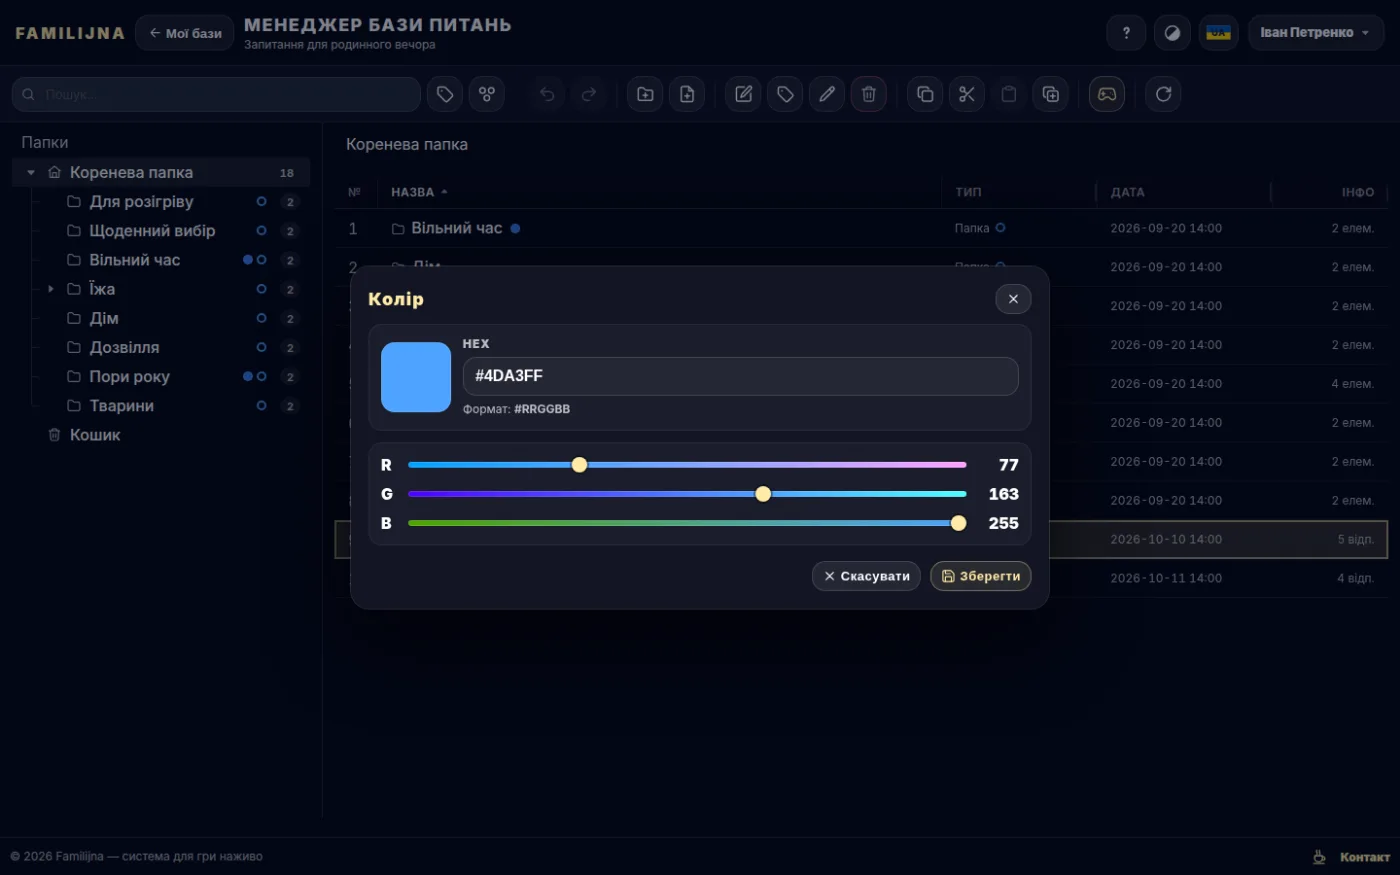 FAMILIJNA
← Мої бази
МЕНЕДЖЕР БАЗИ ПИТАНЬ
Запитання для родинного вечора
?
UA
Іван Петренко
Пошук...
Папки
Коренева папка 18
Для розігріву 2
Щоденний вибір 2
Вільний час 2
Їжа 2
Дім 2
Дозвілля 2
Пори року 2
Тварини 2
Кошик
Коренева папка
№ НАЗВА ТИП ДАТА ІНФО
1 Вільний час Папка 2026-09-20 14:00 2 елем.
2 Дім Папка 2026-09-20 14:00 2 елем.
2026-09-20 14:00 2 елем.
2026-09-20 14:00 2 елем.
2026-09-20 14:00 4 елем.
2026-09-20 14:00 2 елем.
2026-09-20 14:00 2 елем.
2026-09-20 14:00 2 елем.
2026-10-10 14:00 5 відп.
2026-10-11 14:00 4 відп.
Колір
HEX
#4DA3FF
Формат: #RRGGBB
R 77
G 163
B 255
Скасувати
Зберегти
© 2026 Familijna — система для гри наживо
Контакт